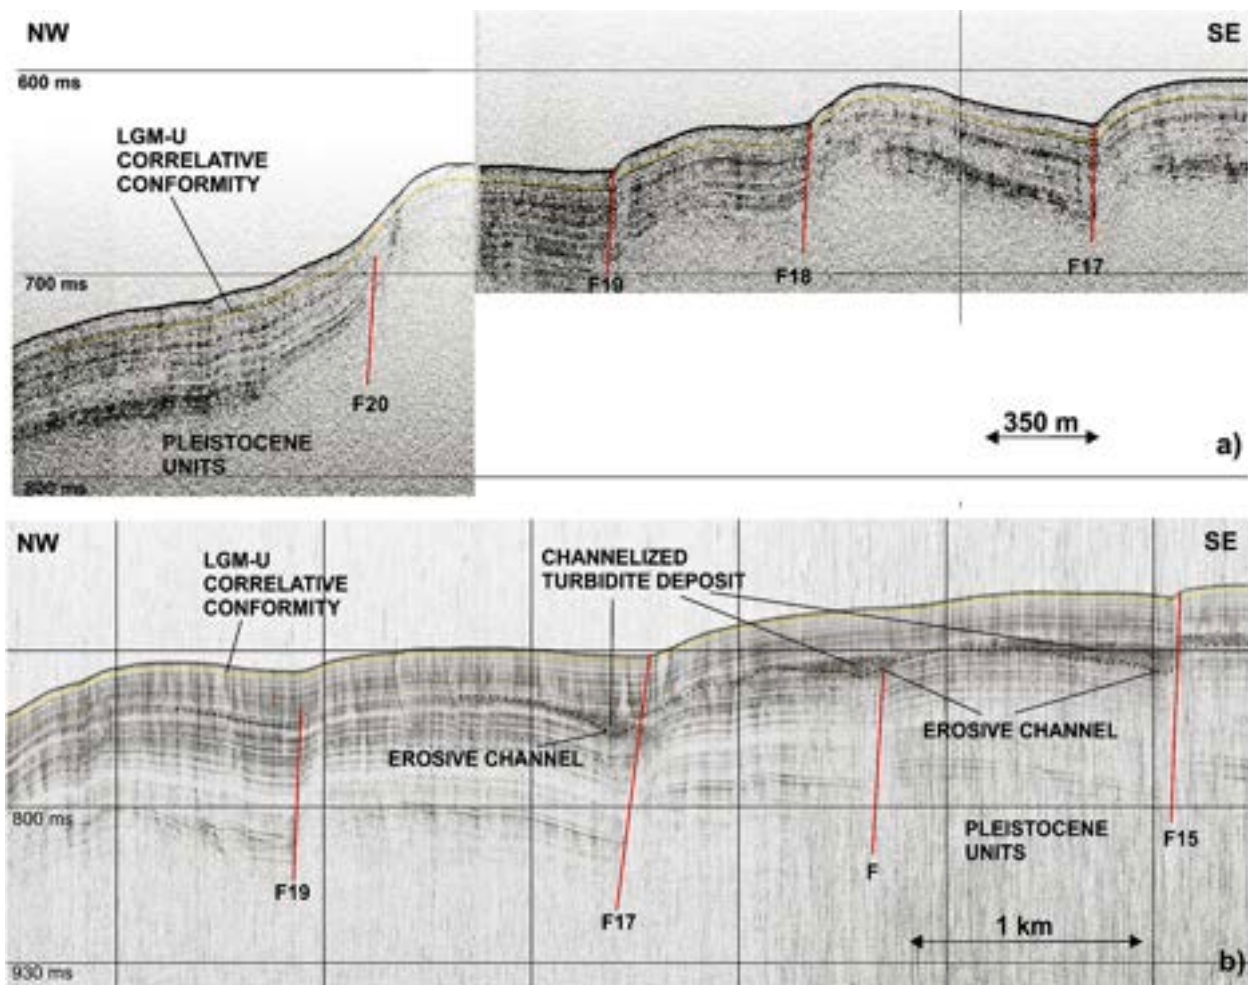 NW
SE
600 ms
LGM-U
CORRELATIVE
CONFORMITY
700 ms
F19
F18
F17
F20
350 m
PLEISTOCENE
UNITS
a)
800 ms
NW
SE
LGM-U
CORRELATIVE
CONFORMITY
CHANNELIZED
TURBIDITE DEPOSIT
EROSIVE CHANNEL
EROSIVE CHANNEL
800 ms
PLEISTOCENE
UNITS
F15
F19
F
F17
1 km
930 ms
b)